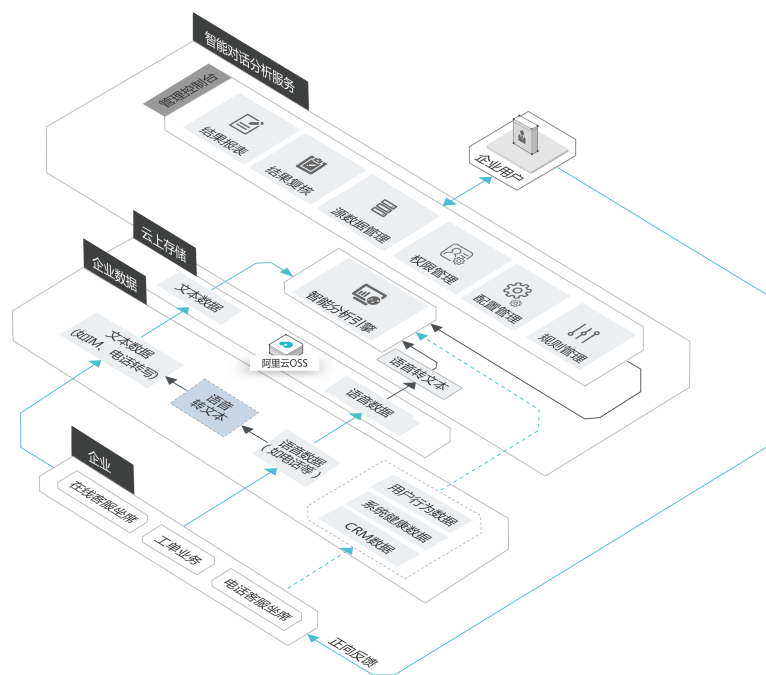 智能对话分析服务
管理控制台
结果报表
结果复核
源数据管理
权限管理
配置管理
规则管理
企业用户
云上存储
企业数据
文本数据
智能分析引擎
文本数据
(如IM、电话转写)
阿里云OSS
语音转文本
语音
转文本
语音数据
语音数据
(如电话等)
企业
在线客服坐席
工单业务
电话客服坐席
用户行为数据
系统健康数据
CRM数据
正向反馈